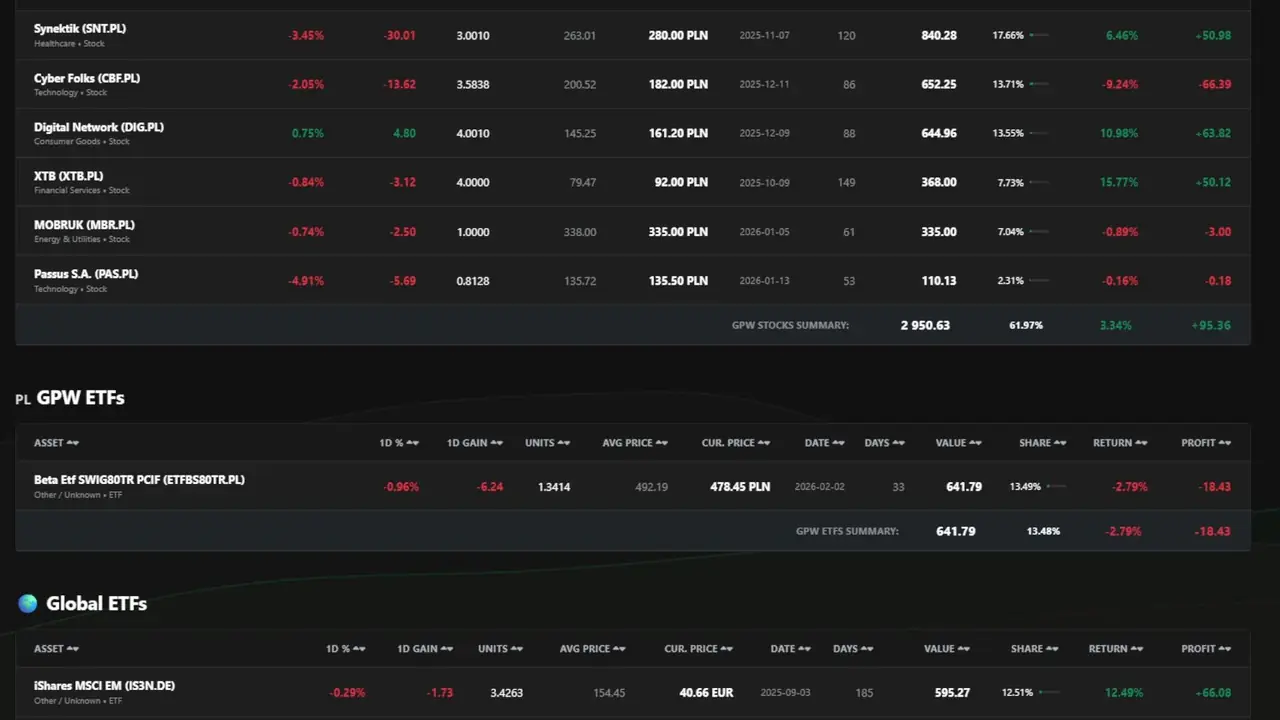 Synektik (SNT.PL) -3.45% -30.01 3.0010 263.01 280.00 PLN 2025-11-07 120 840.28 17.66% 6.46% +50.98
Healthcare • Stock
Cyber Folks (CBF.PL) -2.05% -13.62 3.5838 200.52 182.00 PLN 2025-12-11 86 652.25 13.71% -9.24% -66.39
Technology • Stock
Digital Network (DIG.PL) 0.75% 4.80 4.0010 145.25 161.20 PLN 2025-12-09 88 644.96 13.55% 10.98% +63.82
Consumer Goods • Stock
XTB (XTB.PL) -0.84% -3.12 4.0000 79.47 92.00 PLN 2025-10-09 149 368.00 7.73% 15.77% +50.12
Financial Services • Stock
MOBRUK (MBR.PL) -0.74% -2.50 1.0000 338.00 335.00 PLN 2026-01-05 61 335.00 7.04% -0.89% -3.00
Energy & Utilities • Stock
Passus S.A. (PAS.PL) -4.91% -5.69 0.8128 135.72 135.50 PLN 2026-01-13 53 110.13 2.31% -0.16% -0.18
Technology • Stock
GPW STOCKS SUMMARY: 2 950.63 61.97% 3.34% +95.36
PL GPW ETFs
ASSET 1D % 1D GAIN UNITS AVG PRICE CUR. PRICE DATE DAYS VALUE SHARE RETURN PROFIT
Beta Etf SWIG80TR PCIF (ETFBS80TR.PL) -0.96% -6.24 1.3414 492.19 478.45 PLN 2026-02-02 33 641.79 13.49% -2.79% -18.43
Other / Unknown • ETF
GPW ETFS SUMMARY: 641.79 13.48% -2.79% -18.43
Global ETFs
ASSET 1D % 1D GAIN UNITS AVG PRICE CUR. PRICE DATE DAYS VALUE SHARE RETURN PROFIT
iShares MSCI EM (IS3N.DE) -0.29% -1.73 3.4263 154.45 40.66 EUR 2025-09-03 185 595.27 12.51% 12.49% +66.08
Other / Unknown • ETF